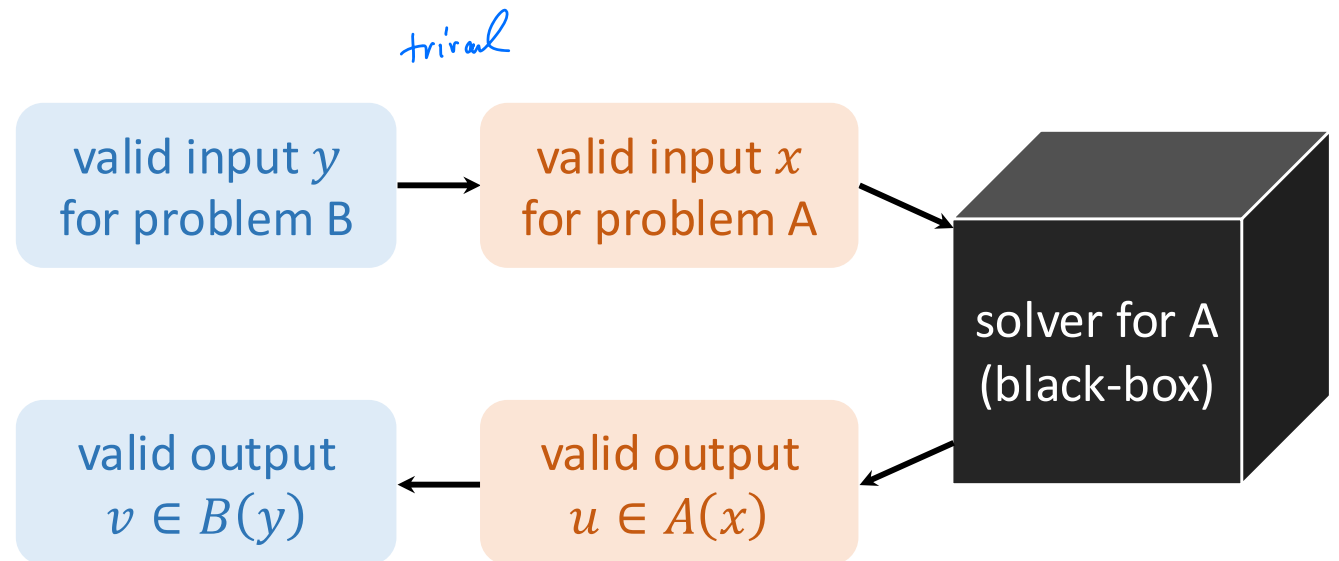 trivial
valid input y
for problem B
valid input x
for problem A
solver for A
(black-box)
valid output
v ∈ B(y)
valid output
u ∈ A(x)